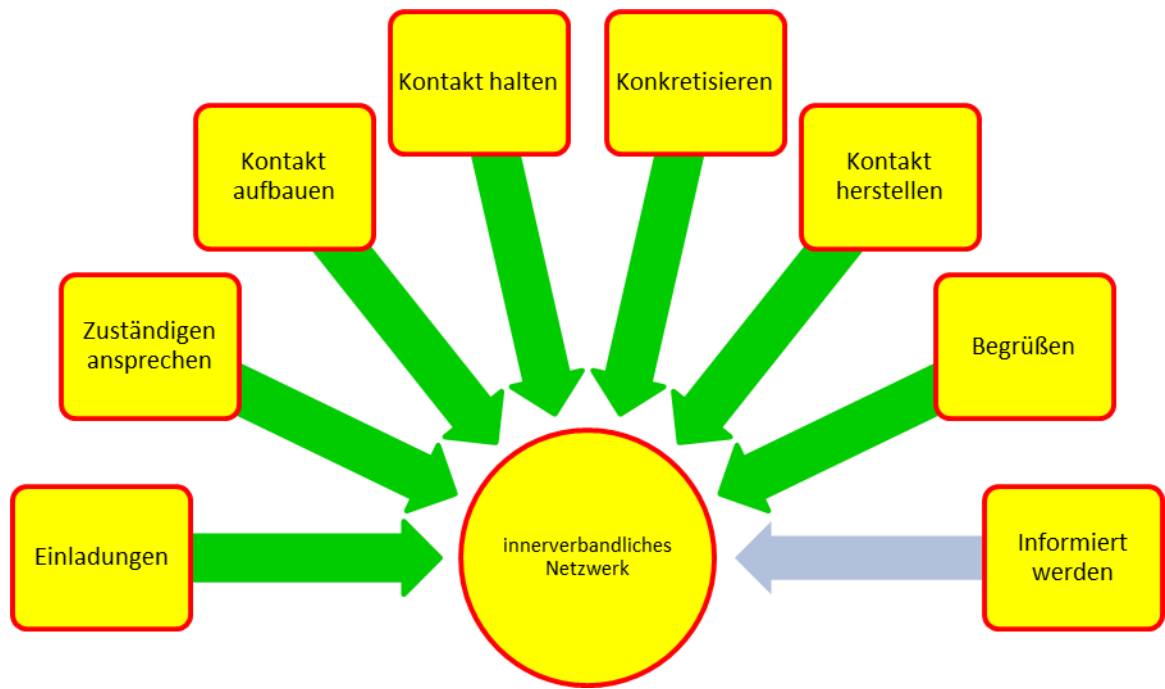 Kontakt halten
Konkretisieren
Kontakt
aufbauen
Kontakt
herstellen
Zuständigen
ansprechen
Begrüßen
Einladungen
innerverbandliches
Netzwerk
Informiert
werden